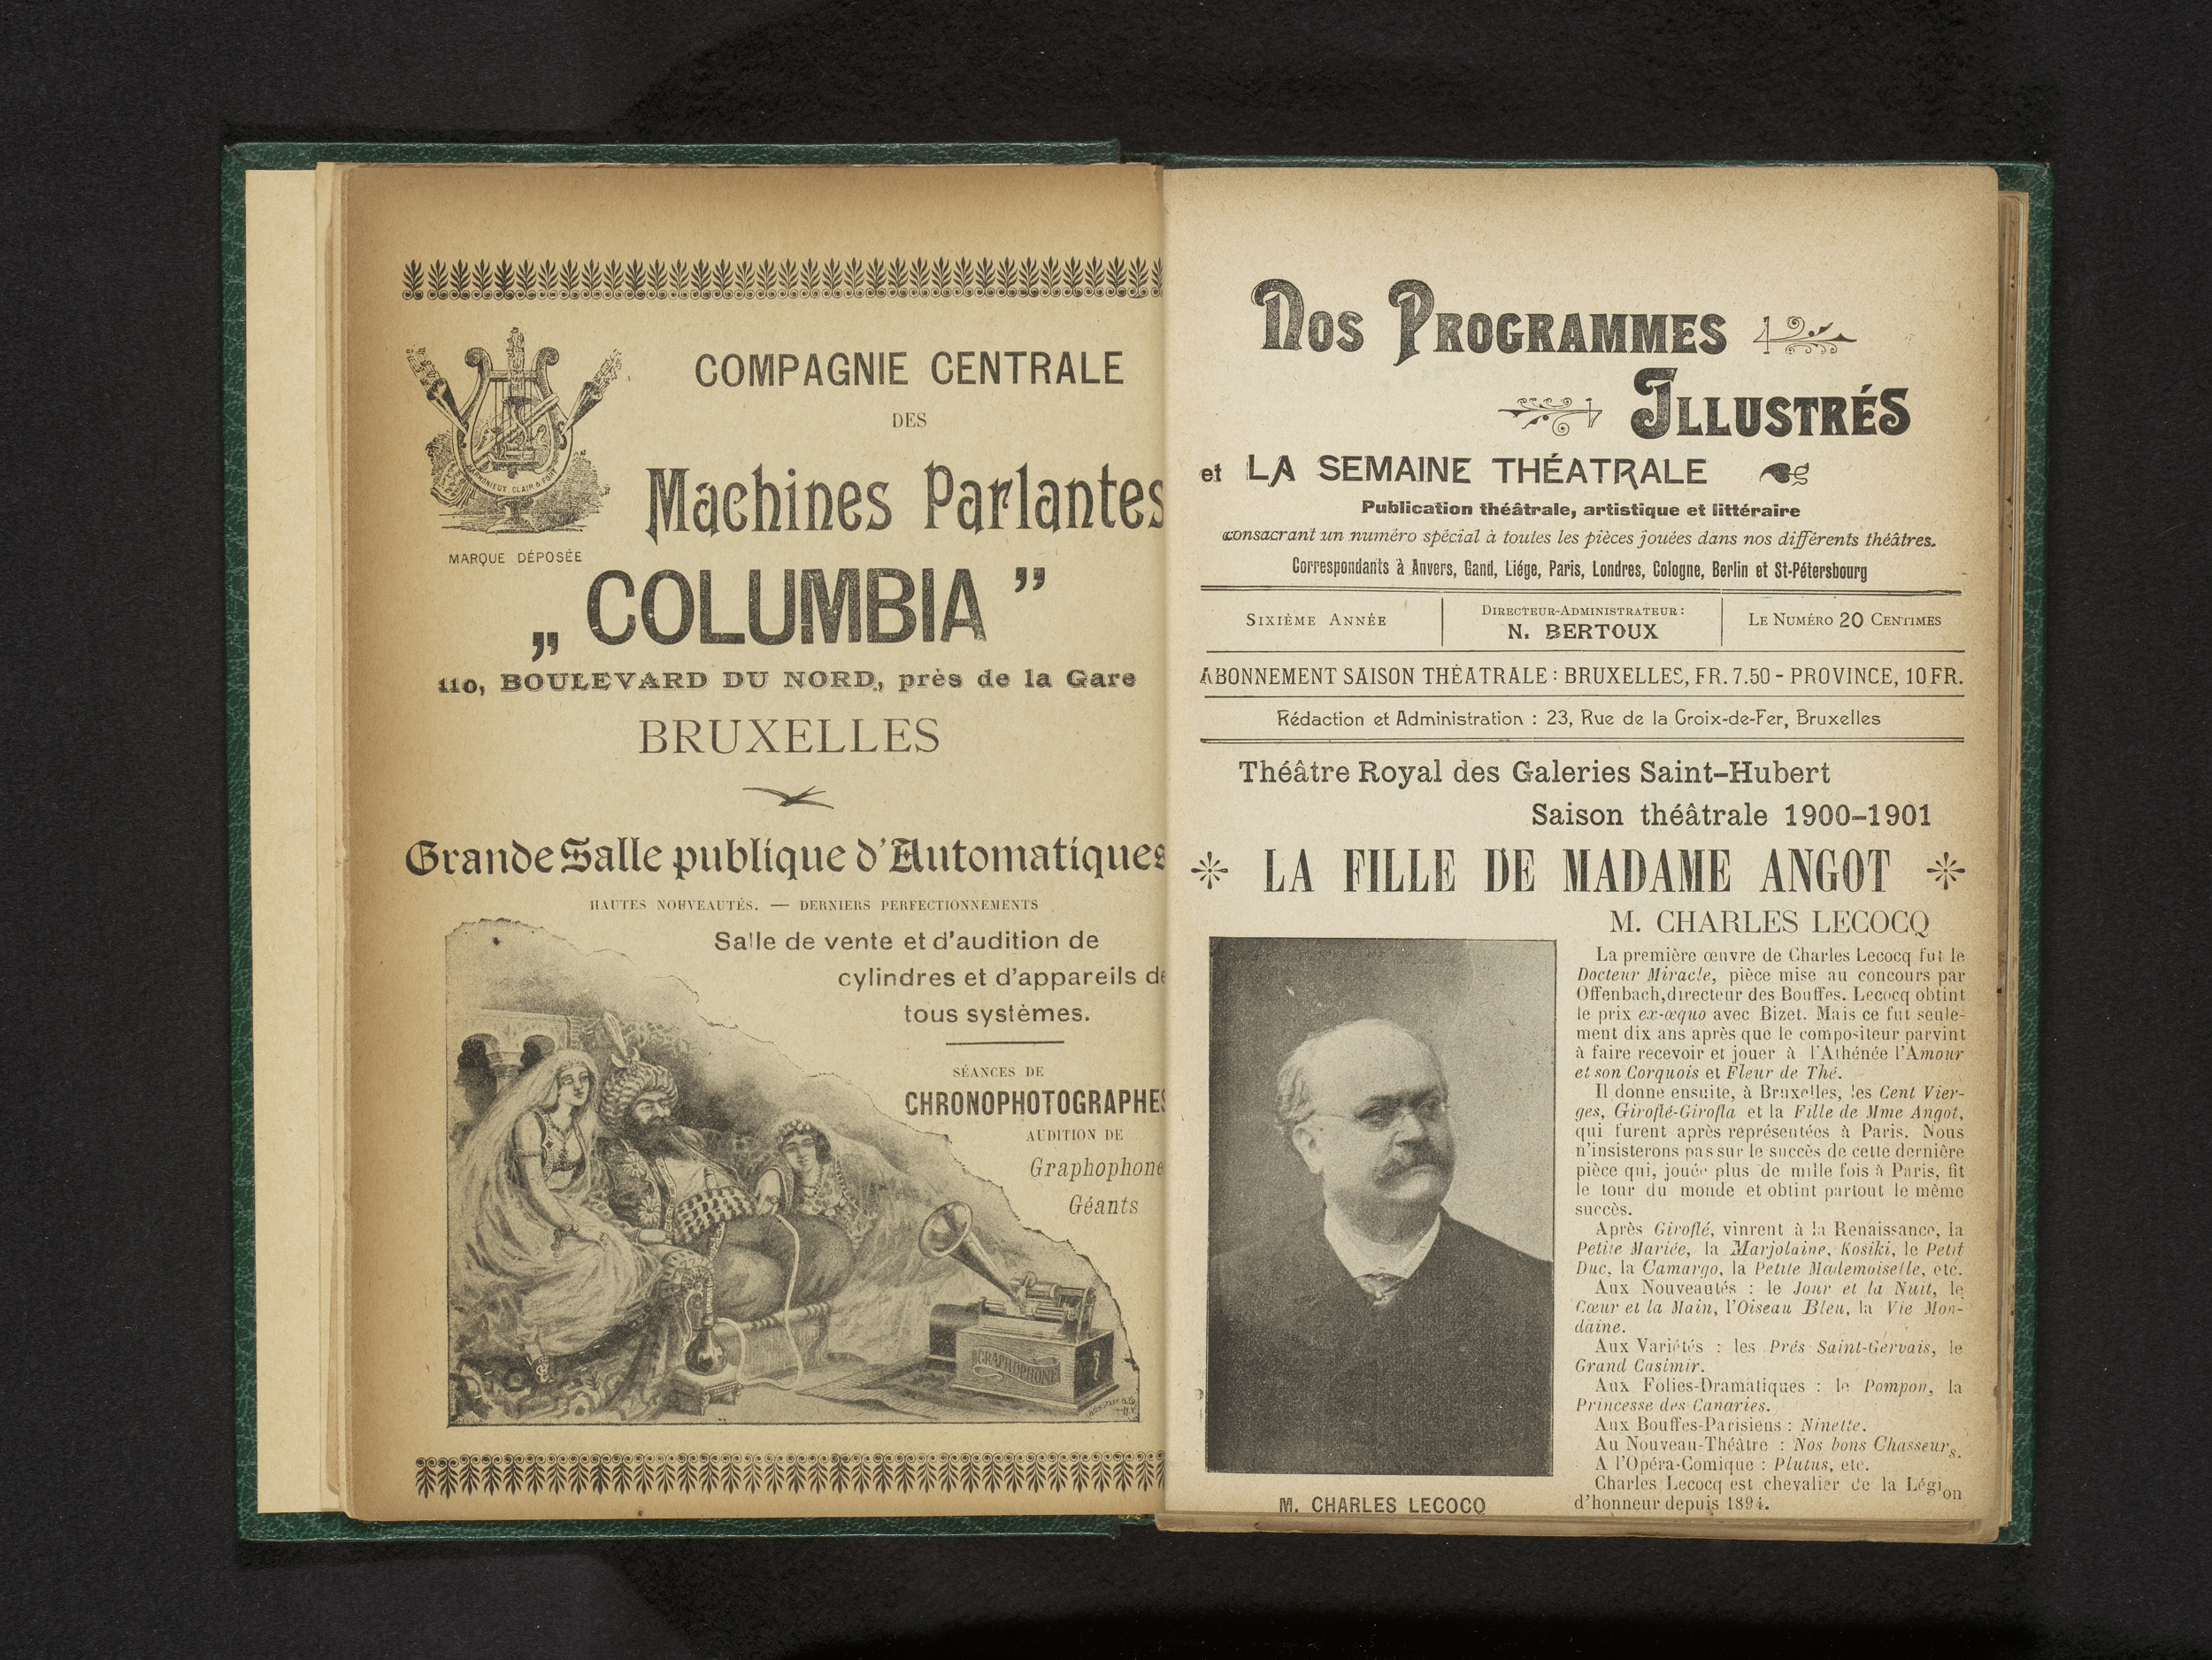 HARMONIEUX CLAIR & FORT
MARQUE DÉPOSÉE
COMPAGNIE CENTRALE
DES
Machines Parlantes
„ COLUMBIA ”
110, BOULEVARD DU NORD, près de la Gare
BRUXELLES
Grande Salle publique d'Automatiques
HAUTES NOUVEAUTÉS. — DERNIERS PERFECTIONNEMENTS
Salle de vente et d'audition de
cylindres et d'appareils de
tous systèmes.
SÉANCES DE
CHRONOPHOTOGRAPHES
AUDITION DE
Graphophone
Géants
GRAPHOPHONE
Nos Programmes
Illustrés
et LA SEMAINE THÉATRALE
Publication théâtrale, artistique et littéraire
consacrant un numéro spécial à toutes les pièces jouées dans nos différents théâtres.
Correspondants à Anvers, Gand, Liége, Paris, Londres, Cologne, Berlin et St-Pétersbourg
Sixième Année
Directeur-Administrateur :
N. BERTOUX
Le Numéro 20 Centimes
ABONNEMENT SAISON THÉATRALE : BRUXELLES, FR. 7.50 - PROVINCE, 10 FR.
Rédaction et Administration : 23, Rue de la Croix-de-Fer, Bruxelles
Théâtre Royal des Galeries Saint-Hubert
Saison théâtrale 1900-1901
LA FILLE DE MADAME ANGOT
M. CHARLES LECOCQ
La première œuvre de Charles Lecocq fut le
Docteur Miracle, pièce mise au concours par
Offenbach, directeur des Bouffes. Lecocq obtint
le prix ex-æquo avec Bizet. Mais ce fut seule-
ment dix ans après que le compositeur parvint
à faire recevoir et jouer à l'Athénée l'Amour
et son Corquois et Fleur de Thé.
Il donne ensuite, à Bruxelles, les Cent Vier-
ges, Giroflé-Girofla et la Fille de Mme Angot,
qui furent après représentées à Paris. Nous
n'insisterons pas sur le succès de cette dernière
pièce qui, jouée plus de mille fois à Paris, fit
le tour du monde et obtint partout le même
succès.
Après Giroflé, vinrent à la Renaissance, la
Petite Mariée, la Marjolaine, Kosiki, le Petit
Duc, la Camargo, la Petite Mademoiselle, etc.
Aux Nouveautés : le Jour et la Nuit, le
Cœur et la Main, l'Oiseau Bleu, la Vie Mon-
daine.
Aux Variétés : les Prés Saint-Gervais, le
Grand Casimir.
Aux Folies-Dramatiques : le Pompon, la
Princesse des Canaries.
Aux Bouffes-Parisiens : Ninette.
Au Nouveau-Théâtre : Nos bons Chasseurs.
A l'Opéra-Comique : Plutus, etc.
Charles Lecocq est chevalier de la Légion
d'honneur depuis 1894.
M. CHARLES LECOCQ